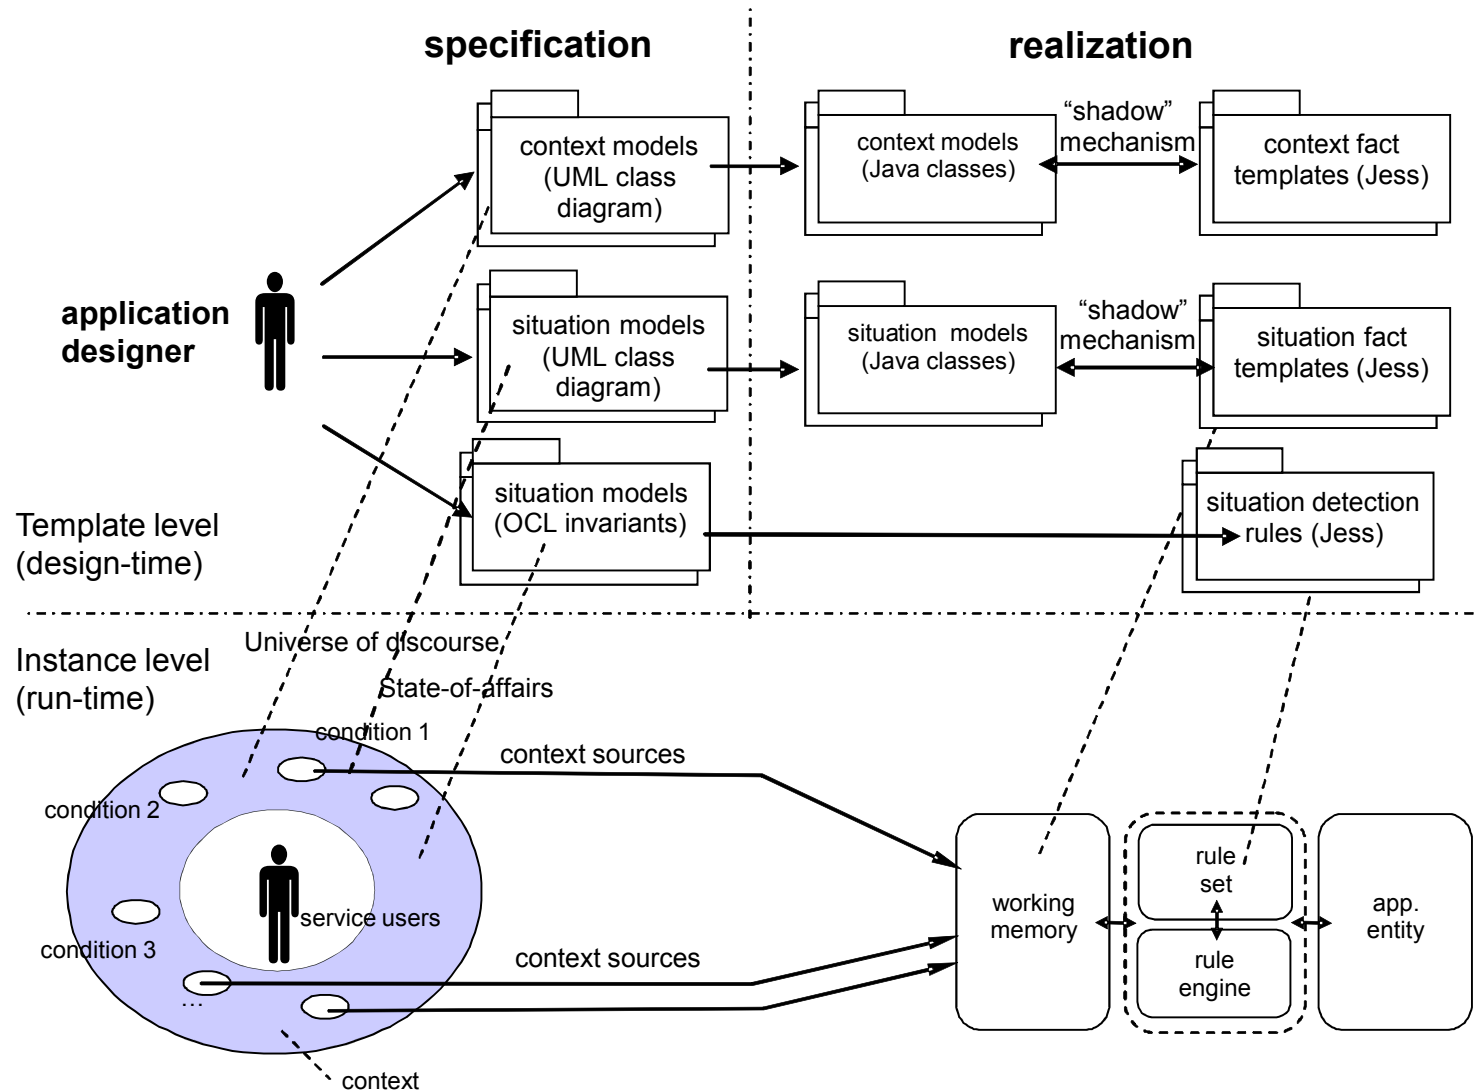 specification
realization
context models
(UML class
diagram)
context models
(Java classes)
“shadow”
mechanism
context fact
templates (Jess)
application
designer
situation models
(UML class
diagram)
situation  models
(Java classes)
“shadow”
mechanism
situation fact
templates (Jess)
situation models
(OCL invariants)
situation detection
rules (Jess)
Template level
(design-time)
Instance level
(run-time)
Universe of discourse
State-of-affairs
condition 1
context sources
condition 2
service users
condition 3
...
context sources
context
working
memory
rule
set
rule
engine
app.
entity